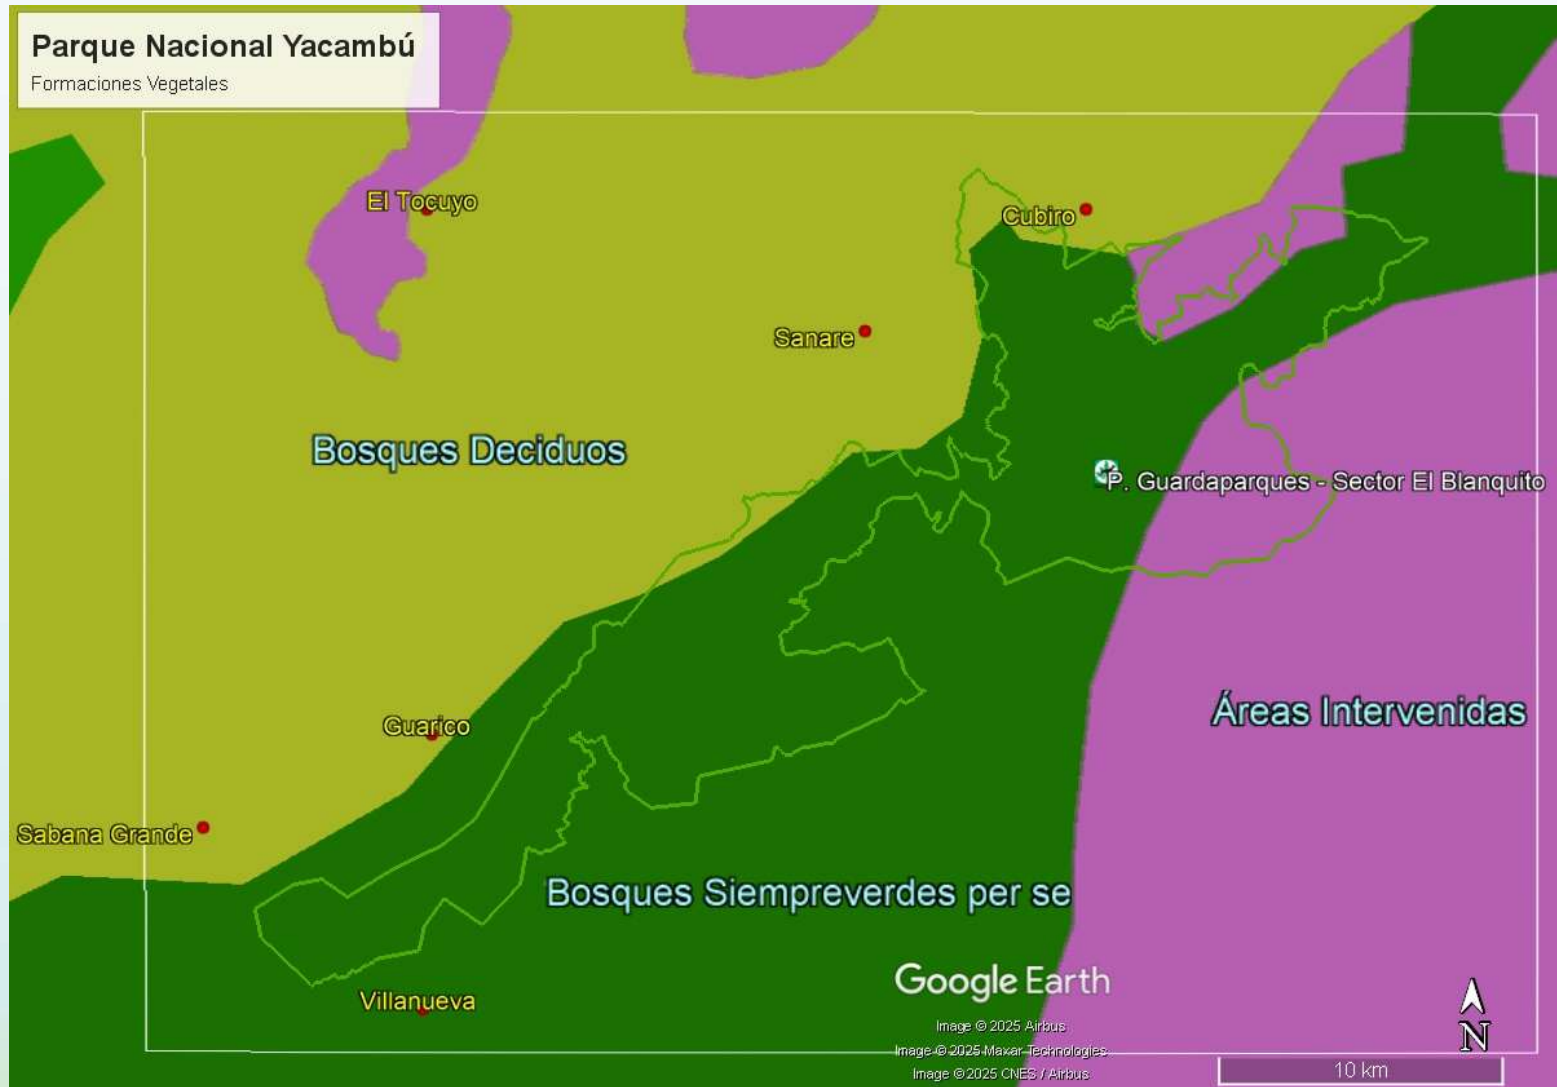 Parque Nacional Yacambú
Formaciones Vegetales
El Tocuyo
Cubiro
Sanare
Bosques Deciduos
P. Guardaparques - Sector El Blanquito
Áreas Intervenidas
Guarico
Sabana Grande
Bosques Siempreverdes per se
Villanueva
Google Earth
Image © 2025 Airbus
Image © 2025 Maxar Technologies
Image © 2025 CNES / Airbus
N
10 km